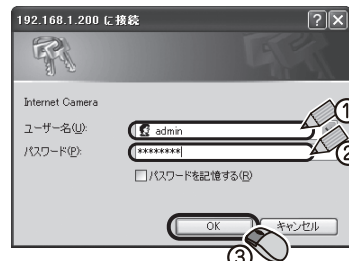 192.168.1.200 に接続
Internet Camera
ユーザー名(U):
admin
①
パスワード(P):
********
②
パスワードを記憶する(R)
OK
キャンセル
③